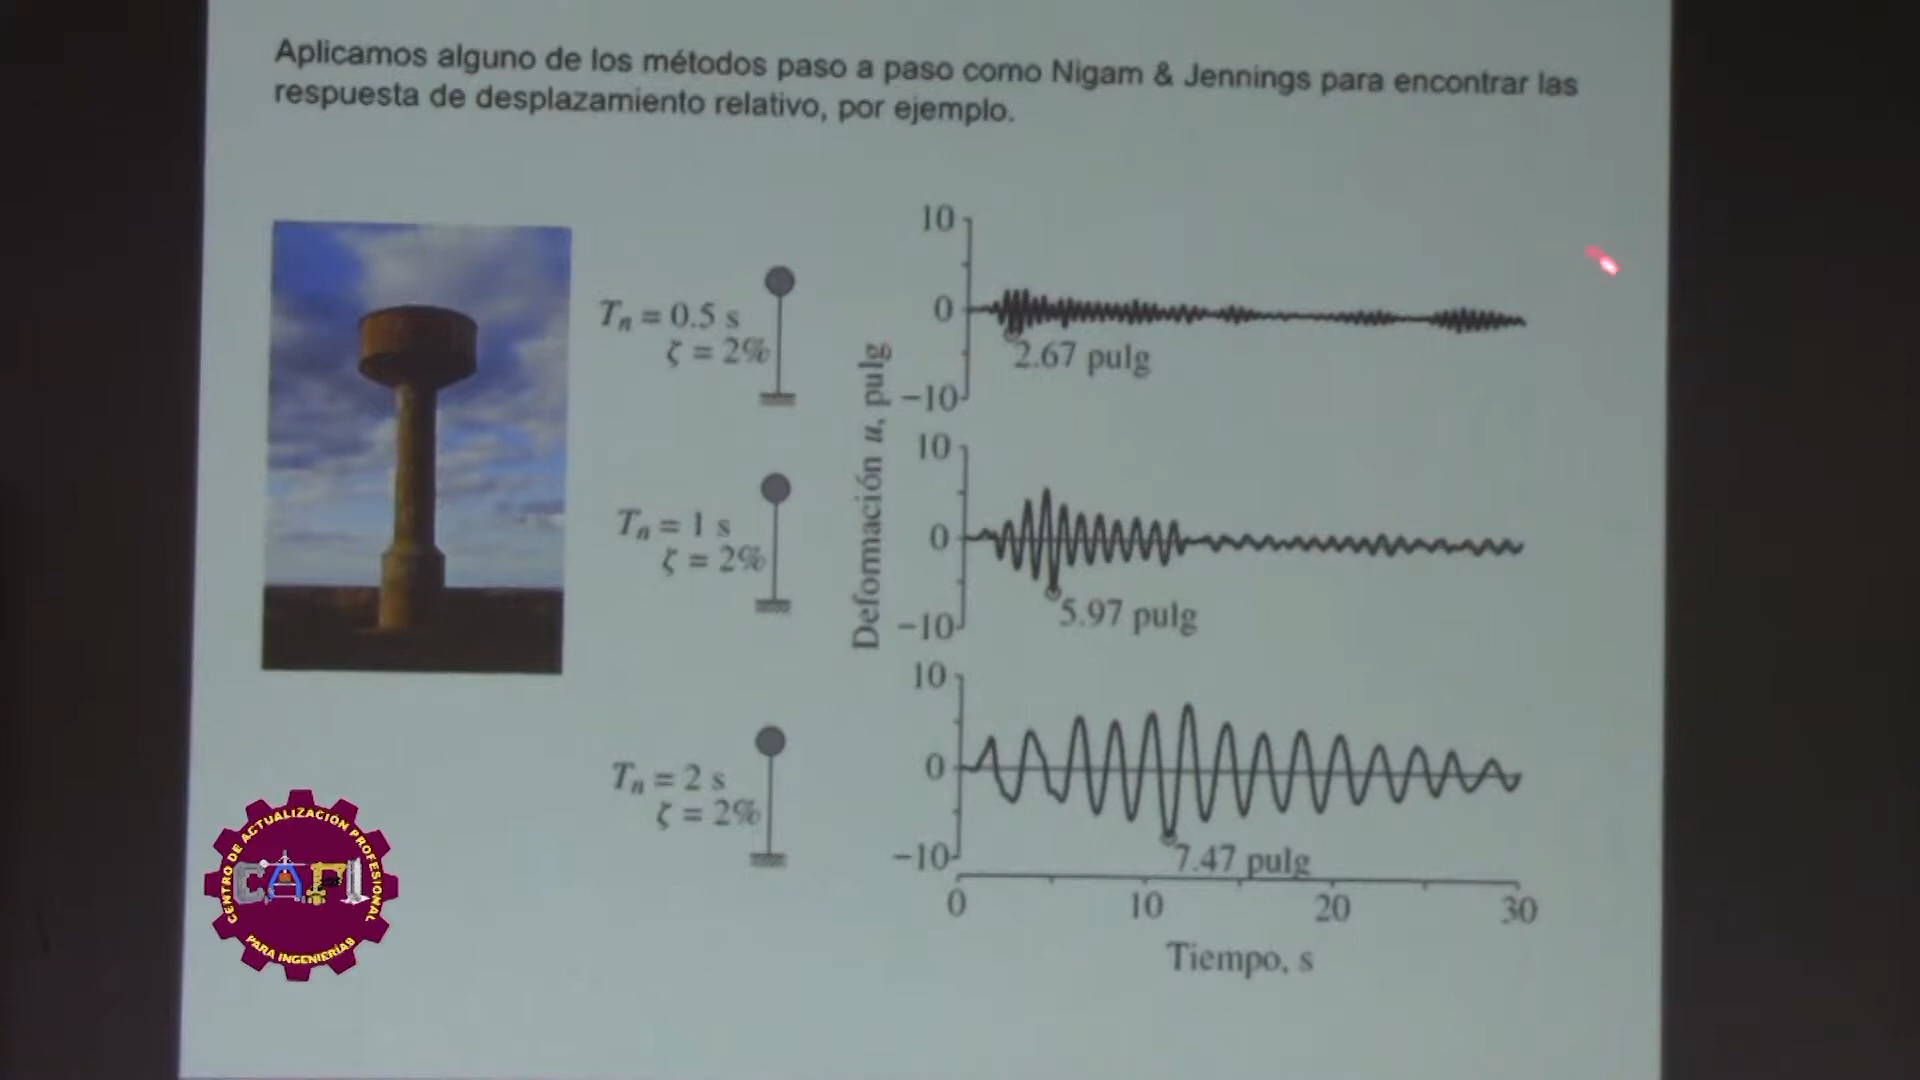 Aplicamos alguno de los métodos paso a paso como Nigam & Jennings para encontrar las
respuesta de desplazamiento relativo, por ejemplo.
Tn = 0.5 s
ζ = 2%
Tn = 1 s
ζ = 2%
Tn = 2 s
ζ = 2%
Deformación u, pulg
10
0
−10
2.67 pulg
10
0
−10
5.97 pulg
10
0
−10
7.47 pulg
0 10 20 30
Tiempo, s
CENTRO DE ACTUALIZACIÓN PROFESIONAL
CAPI
PARA INGENIERÍAS